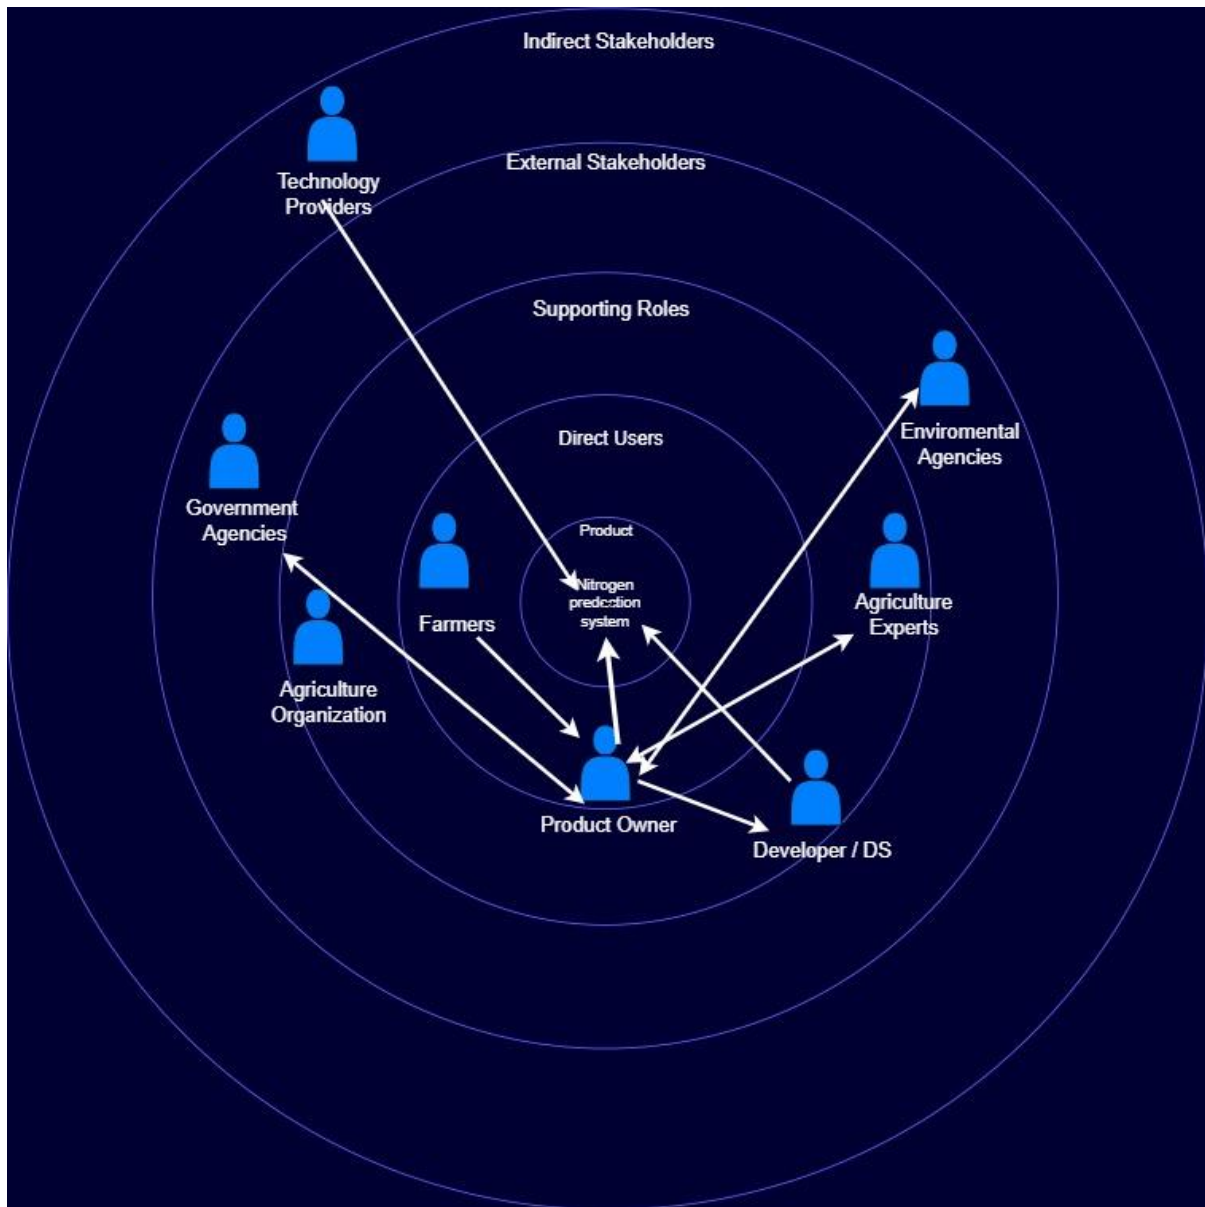 Indirect Stakeholders
Technology
Providers
External Stakeholders
Supporting Roles
Enviromental
Agencies
Direct Users
Government
Agencies
Product
Nitrogen
predction
system
Farmers
Agriculture
Experts
Agriculture
Organization
Product Owner
Developer / DS